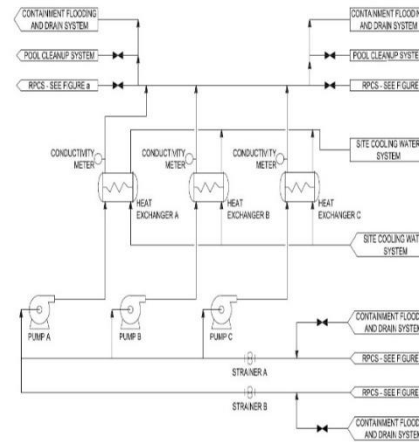 CONTAINMENT FLOODING
AND DRAIN SYSTEM
POOL CLEANUP SYSTEM
RPCS - SEE FIGURE a
CONTAINMENT FLOODIN
AND DRAIN SYSTEM
POOL CLEANUP SYSTEM
RPCS - SEE FIGURE
SITE COOLING WATER
SYSTEM
CONDUCTIVITY
METER
CONDUCTIVITY
METER
CONDUCTIVITY
METER
HEAT
EXCHANGER A
HEAT
EXCHANGER B
HEAT
EXCHANGER C
SITE COOLING WAT
SYSTEM
PUMP A
PUMP B
PUMP C
CONTAINMENT FLOOD
AND DRAIN SYSTEM
STRAINER A
RPCS - SEE FIGURE
STRAINER B
RPCS - SEE FIGURE
CONTAINMENT FLOOD
AND DRAIN SYSTEM